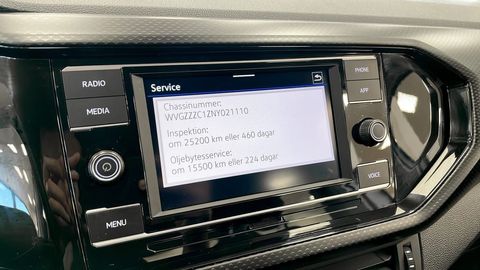 RADIO
MEDIA
MENU
Service
Chassinummer:
WVGZZZC1ZNY021110
Inspektion:
om 25200 km eller 460 dagar
Oljebytesservice:
om 15500 km eller 224 dagar
PHONE
APP
VOICE